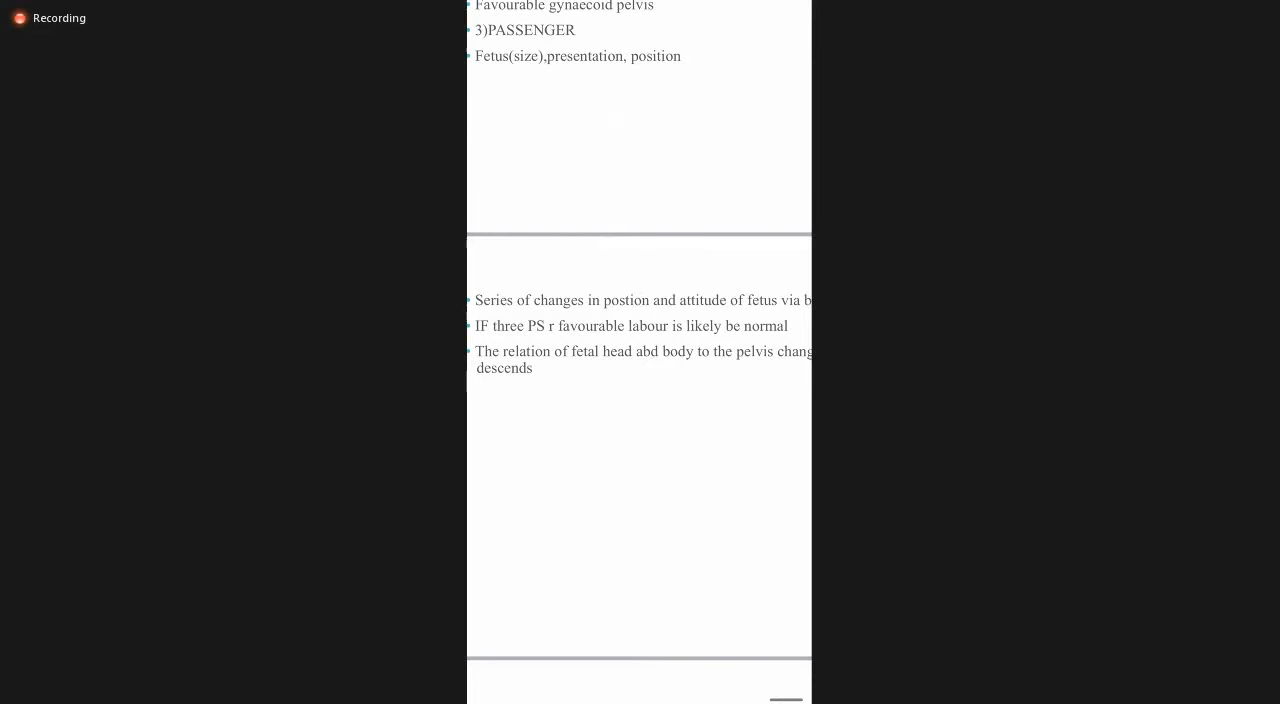 Recording
Favourable gynaecoid pelvis
3)PASSENGER
Fetus(size),presentation, position
Series of changes in postion and attitude of fetus via b
IF three PS r favourable labour is likely be normal
The relation of fetal head abd body to the pelvis chang
descends